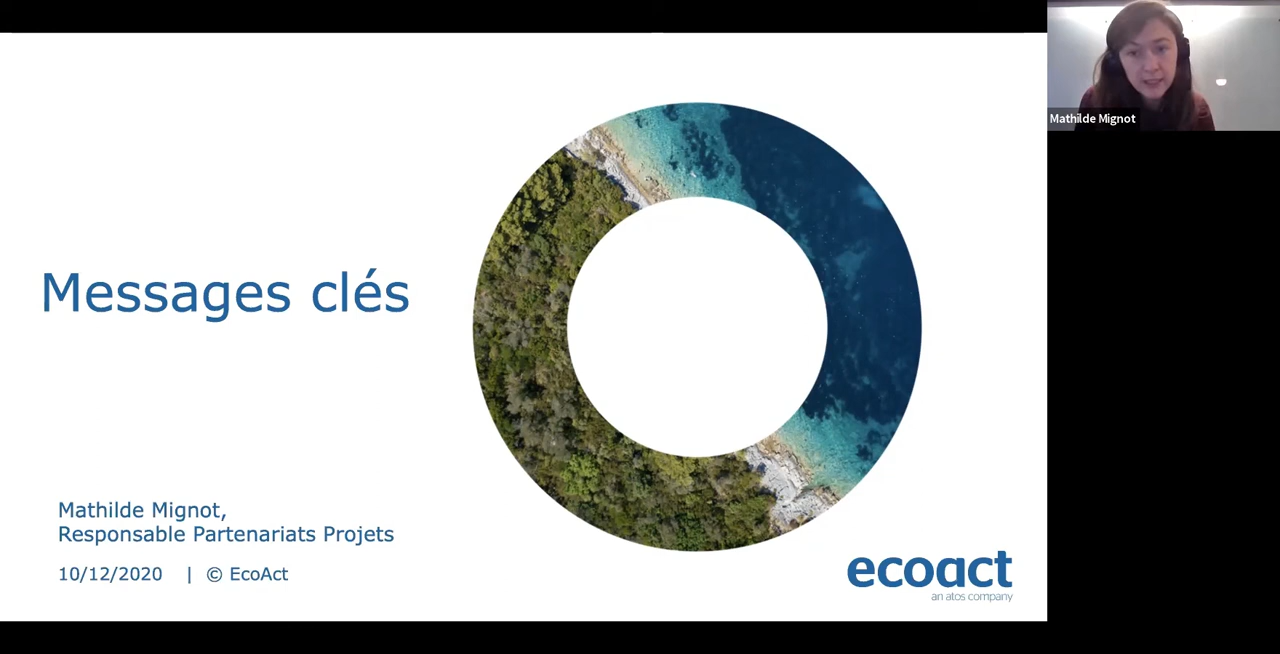 Mathilde Mignot
Messages clés
Mathilde Mignot,
Responsable Partenariats Projets
10/12/2020 | © EcoAct
ecoact
an atos company